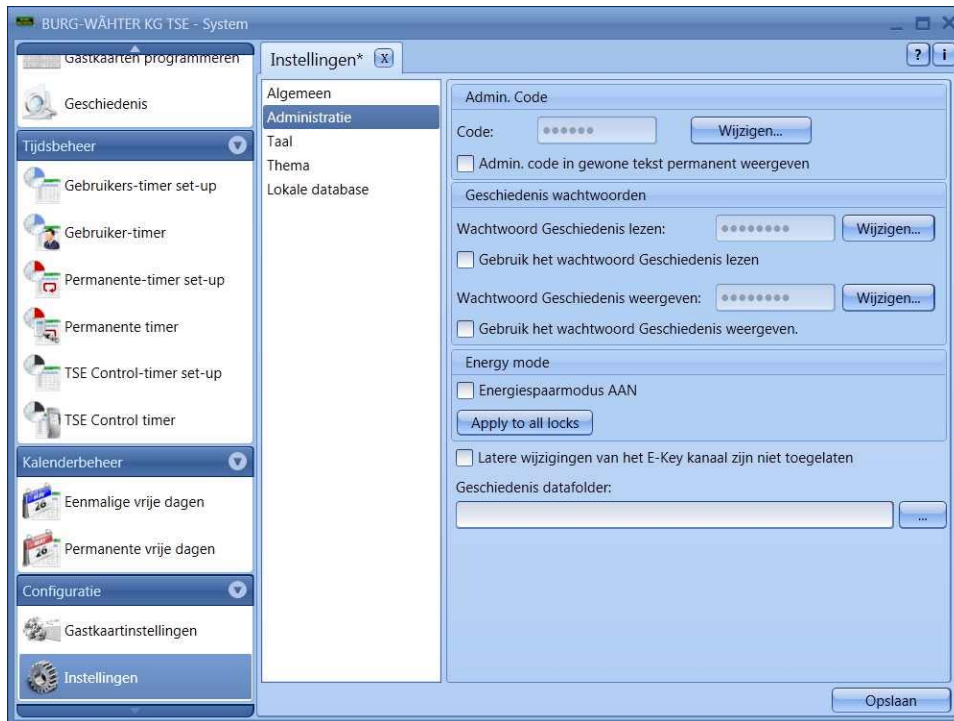 BURG-WÄHTER KG TSE - System
Gastkaarten programmeren
Geschiedenis
Tijdsbeheer
Gebruikers-timer set-up
Gebruiker-timer
Permanente-timer set-up
Permanente timer
TSE Control-timer set-up
TSE Control timer
Kalenderbeheer
Eenmalige vrije dagen
Permanente vrije dagen
Configuratie
Gastkaartinstellingen
Instellingen
Instellingen* X
? i
Algemeen
Administratie
Taal
Thema
Lokale database
Admin. Code
Code: ●●●●●● Wijzigen...
Admin. code in gewone tekst permanent weergeven
Geschiedenis wachtwoorden
Wachtwoord Geschiedenis lezen: ●●●●●●●● Wijzigen...
Gebruik het wachtwoord Geschiedenis lezen
Wachtwoord Geschiedenis weergeven: ●●●●●●●● Wijzigen...
Gebruik het wachtwoord Geschiedenis weergeven.
Energy mode
Energiespaarmodus AAN
Apply to all locks
Latere wijzigingen van het E-Key kanaal zijn niet toegelaten
Geschiedenis datafolder:
...
Opslaan